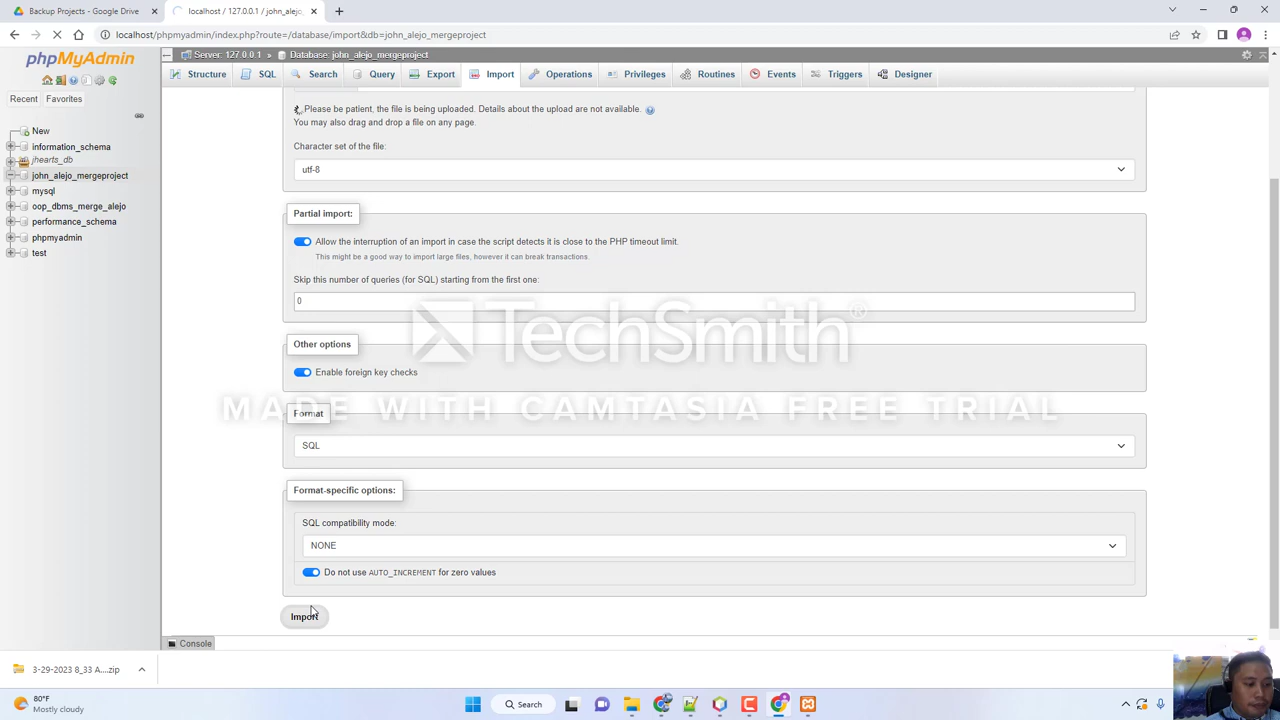 Backup Projects - Google Drive
localhost / 127.0.0.1 / john_alejo
localhost/phpmyadmin/index.php?route=/database/import&db=john_alejo_mergeproject
phpMyAdmin
Server: 127.0.0.1 » Database: john_alejo_mergeproject
Structure SQL Search Query Export Import Operations Privileges Routines Events Triggers Designer
Recent Favorites
New
information_schema
jhearts_db
john_alejo_mergeproject
mysql
oop_dbms_merge_alejo
performance_schema
phpmyadmin
test
Please be patient, the file is being uploaded. Details about the upload are not available.
You may also drag and drop a file on any page.
Character set of the file:
utf-8
Partial import:
Allow the interruption of an import in case the script detects it is close to the PHP timeout limit.
This might be a good way to import large files, however it can break transactions.
Skip this number of queries (for SQL) starting from the first one:
0
TechSmith®
MADE WITH CAMTASIA FREE TRIAL
Other options
Enable foreign key checks
Format
SQL
Format-specific options:
SQL compatibility mode:
NONE
Do not use AUTO_INCREMENT for zero values
Import
Console
3-29-2023 8_33 A....zip
80°F
Mostly cloudy
Search